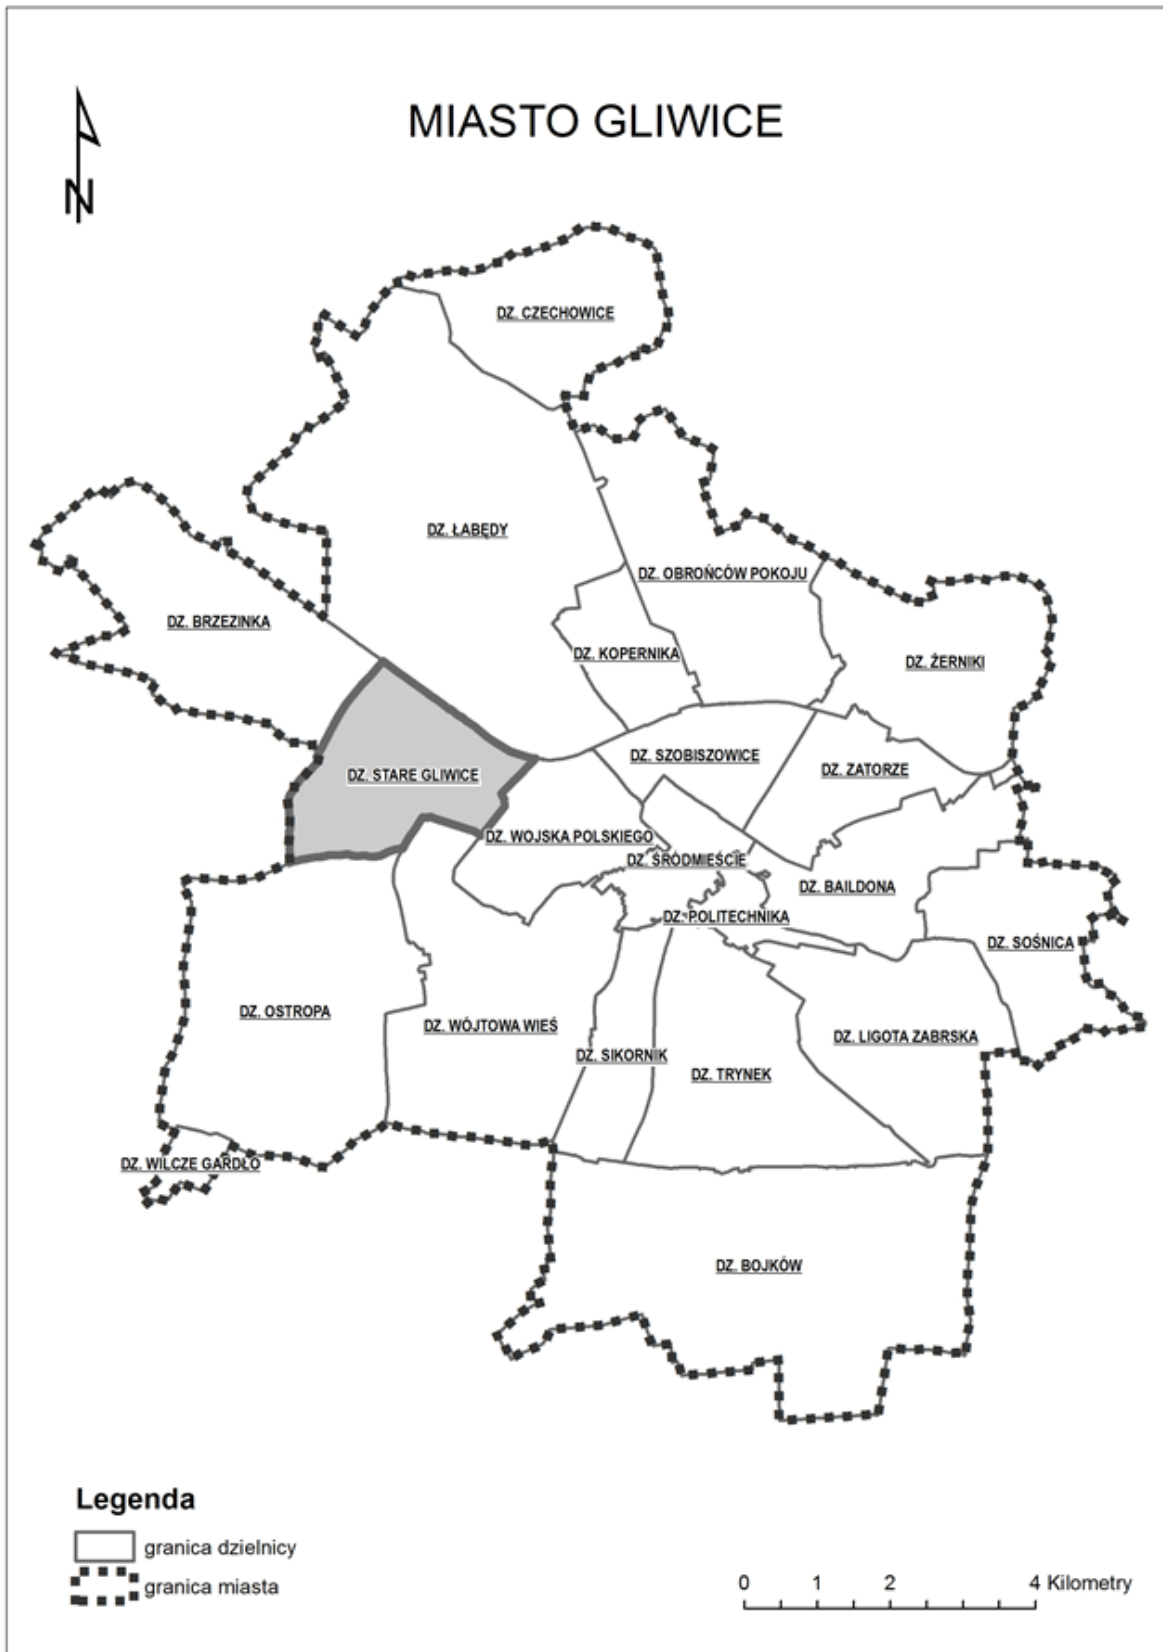 MIASTO GLIWICE
N
DZ. CZECHOWICE
DZ. ŁABĘDY
DZ. OBROŃCÓW POKOJU
DZ. BRZEZINKA
DZ. KOPERNIKA
DZ. ŻERNIKI
DZ. SZOBISZOWICE
DZ. ZATORZE
DZ. STARE GLIWICE
DZ. WOJSKA POLSKIEGO
DZ. ŚRÓDMIEŚCIE
DZ. BAILDONA
DZ. POLITECHNIKA
DZ. SOŚNICA
DZ. OSTROPA
DZ. WÓJTOWA WIEŚ
DZ. LIGOTA ZABRSKA
DZ. SIKORNIK
DZ. TRYNEK
DZ. WILCZE GARDŁO
DZ. BOJKÓW
Legenda
granica dzielnicy
granica miasta
0 1 2 4 Kilometry